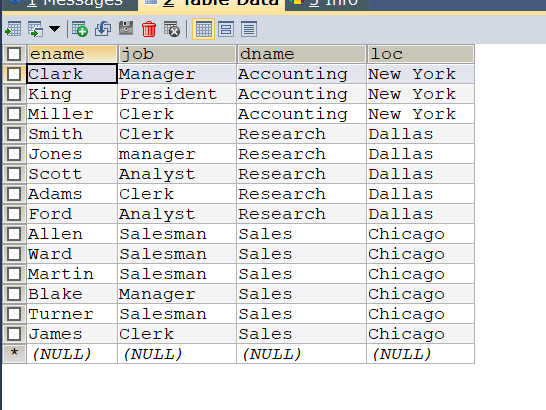 1 Messages 2 Table Data 3 Info
ename job dname loc
Clark Manager Accounting New York
King President Accounting New York
Miller Clerk Accounting New York
Smith Clerk Research Dallas
Jones manager Research Dallas
Scott Analyst Research Dallas
Adams Clerk Research Dallas
Ford Analyst Research Dallas
Allen Salesman Sales Chicago
Ward Salesman Sales Chicago
Martin Salesman Sales Chicago
Blake Manager Sales Chicago
Turner Salesman Sales Chicago
James Clerk Sales Chicago
* (NULL) (NULL) (NULL) (NULL)